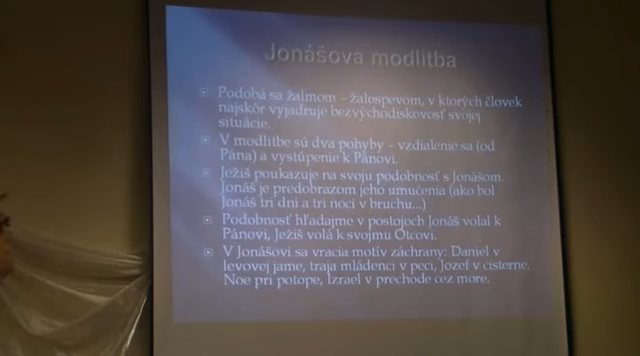 Jonášova modlitba
Podobá sa žalmom – žalospevom, v ktorých človek
najskôr vyjadruje bezvýchodiskovosť svojej
situácie.
V modlitbe sú dva pohyby – vzdialenie sa (od
Pána) a vystúpenie k Pánovi.
Ježiš poukazuje na svoju podobnosť s Jonášom.
Jonáš je predobrazom jeho umučenia (ako bol
Jonáš tri dni a tri noci v bruchu...)
Podobnosť hľadajme v postojoch Jonáš volal k
Pánovi, Ježiš volá k svojmu Otcovi.
V Jonášovi sa vracia motív záchrany: Daniel v
levovej jame, traja mládenci v peci, Jozef v cisterne,
Noe pri potope, Izrael v prechode cez more.